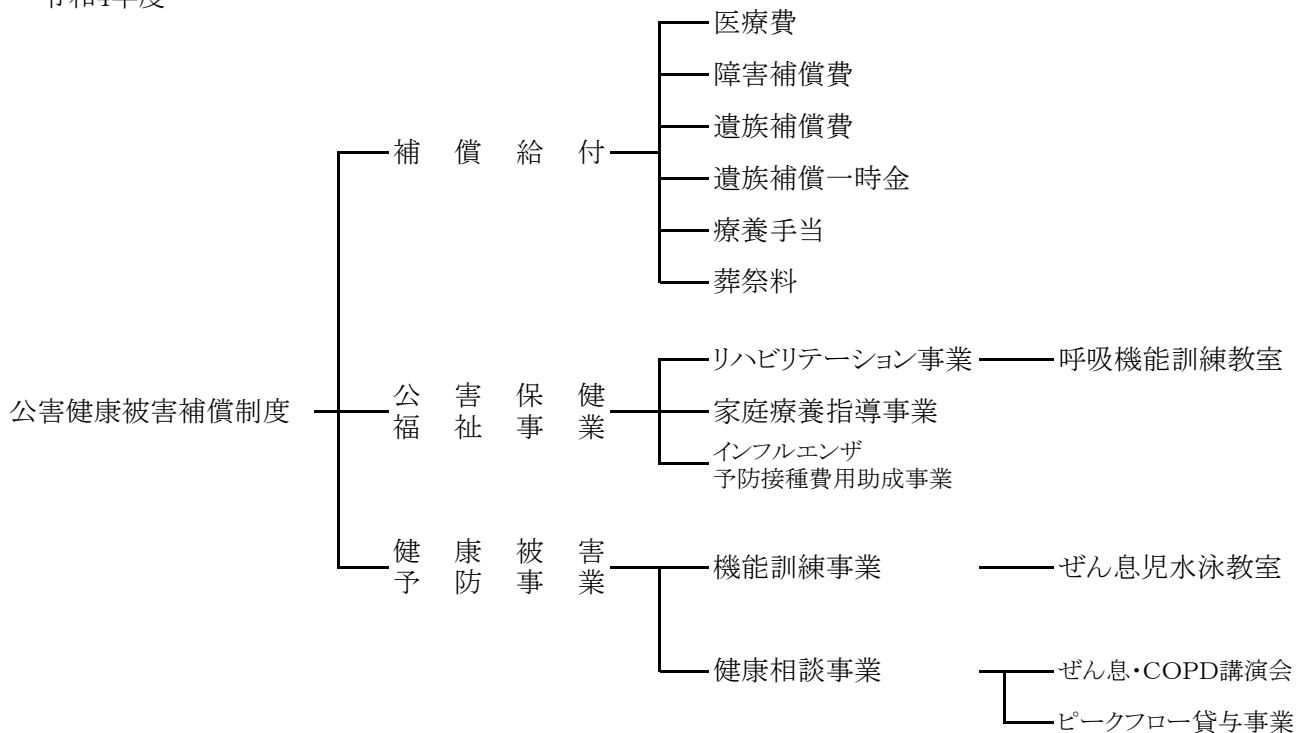 令和4年度
医療費
障害補償費
遺族補償費
補償給付
遺族補償一時金
療養手当
葬祭料
リハビリテーション事業
呼吸機能訓練教室
公害健康被害補償制度
公害保健
福祉事業
家庭療養指導事業
インフルエンザ
予防接種費用助成事業
健康被害
予防事業
機能訓練事業
ぜん息児水泳教室
健康相談事業
ぜん息・COPD講演会
ピークフロー貸与事業